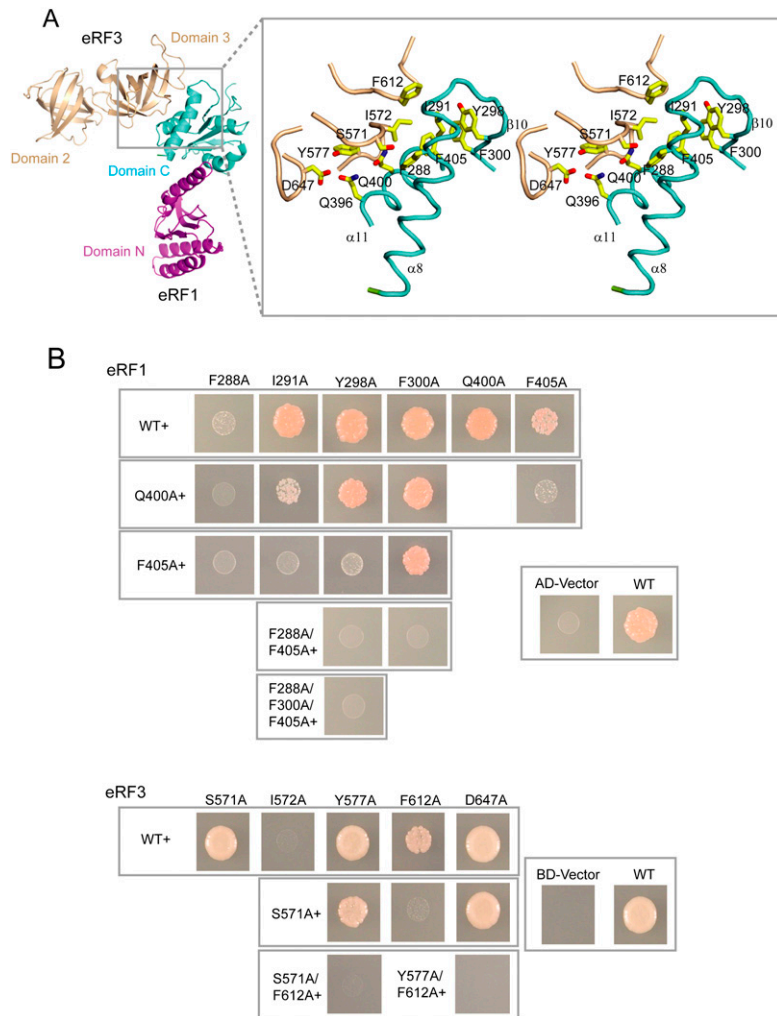 A
eRF3
Domain 3
Domain 2
Domain C
Domain N
eRF1
F612
I291
Y298
I572
β10
S571
Y577
F405
F300
F288
D647
Q400
Q396
α11
α8
F612
I291
Y298
I572
β10
S571
Y577
F405
F300
F288
D647
Q400
Q396
α11
α8
B
eRF1
F288A I291A Y298A F300A Q400A F405A
WT+
Q400A+
F405A+
AD-Vector WT
F288A/
F405A+
F288A/
F300A/
F405A+
eRF3
S571A I572A Y577A F612A D647A
WT+
BD-Vector WT
S571A+
S571A/
F612A+
Y577A/
F612A+